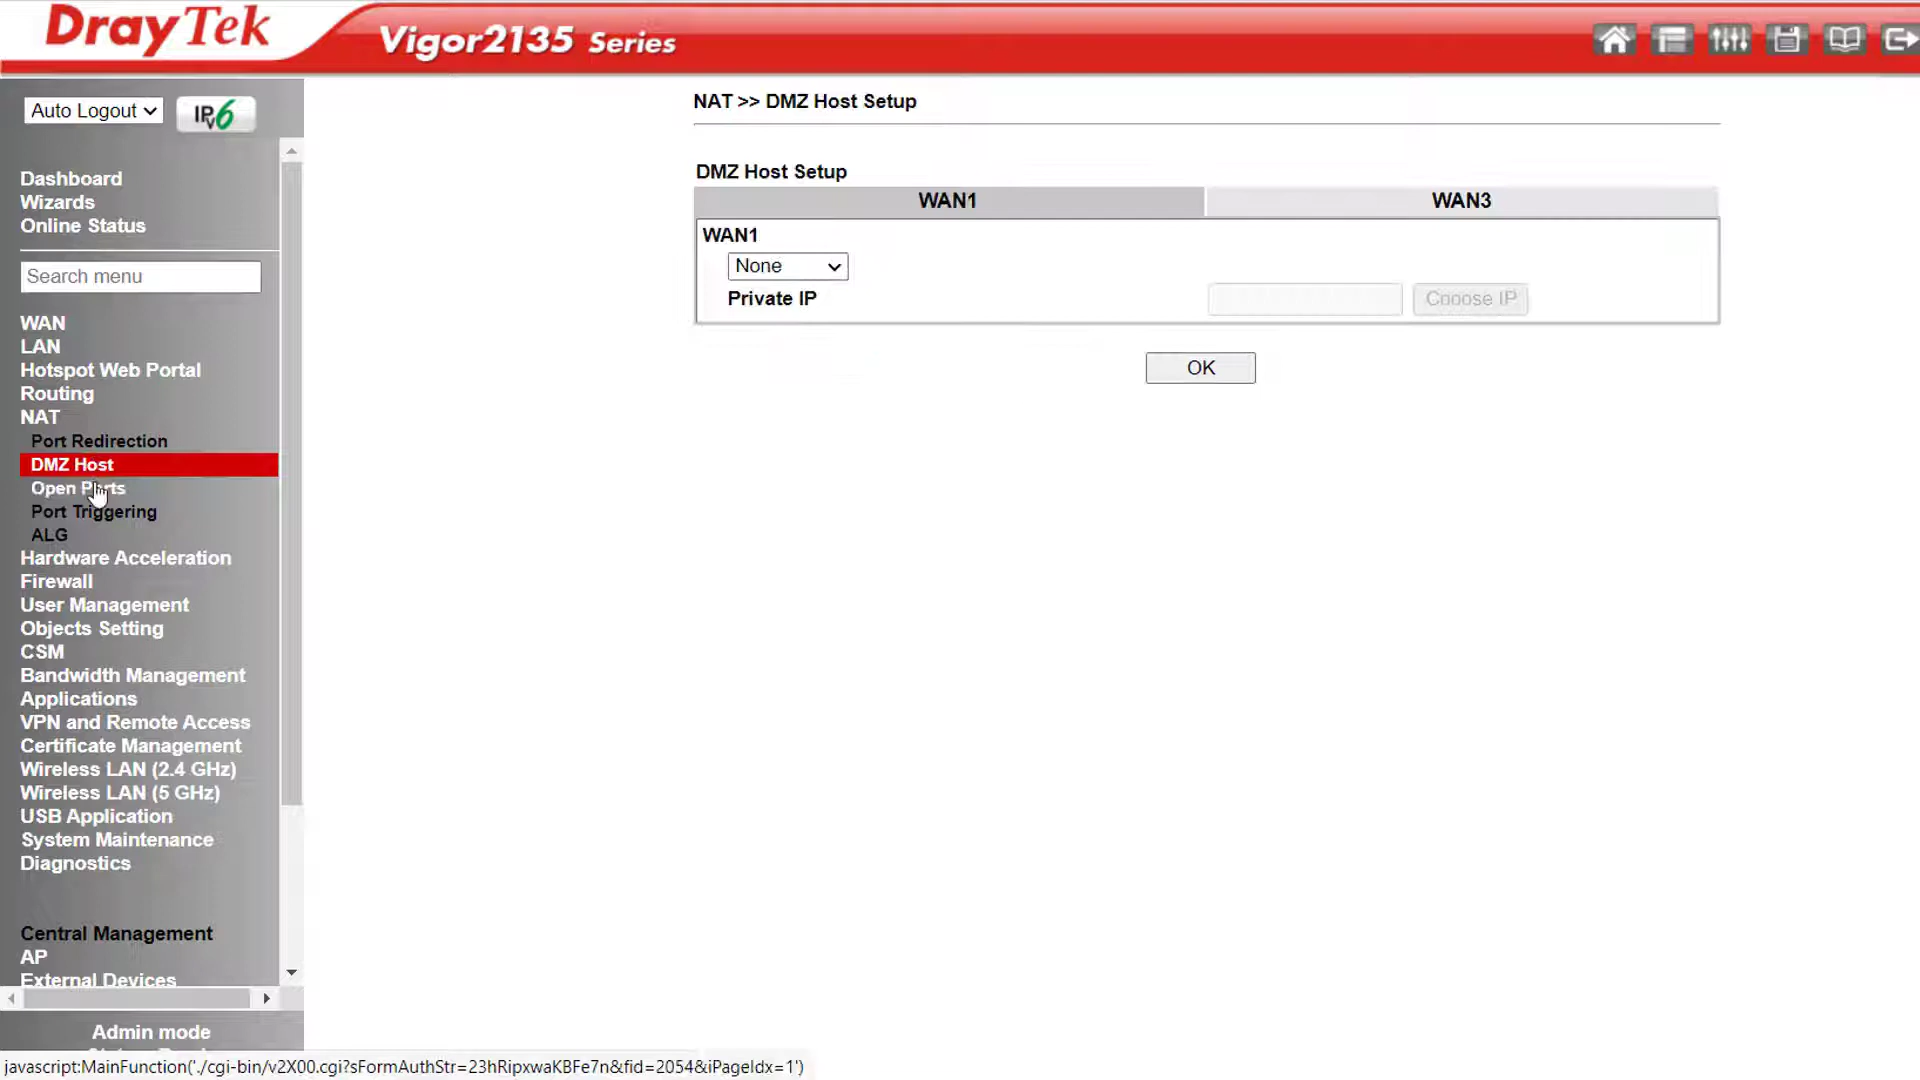 DrayTek
Vigor2135 Series
Auto Logout
IPv6
Dashboard
Wizards
Online Status
Search menu
WAN
LAN
Hotspot Web Portal
Routing
NAT
Port Redirection
DMZ Host
Open Ports
Port Triggering
ALG
Hardware Acceleration
Firewall
User Management
Objects Setting
CSM
Bandwidth Management
Applications
VPN and Remote Access
Certificate Management
Wireless LAN (2.4 GHz)
Wireless LAN (5 GHz)
USB Application
System Maintenance
Diagnostics
Central Management
AP
External Devices
Admin mode
NAT >> DMZ Host Setup
DMZ Host Setup
WAN1 WAN3
WAN1
None
Private IP Choose IP
OK
javascript:MainFunction('./cgi-bin/v2X00.cgi?sFormAuthStr=23hRipxwaKBFe7n&fid=2054&iPageIdx=1')